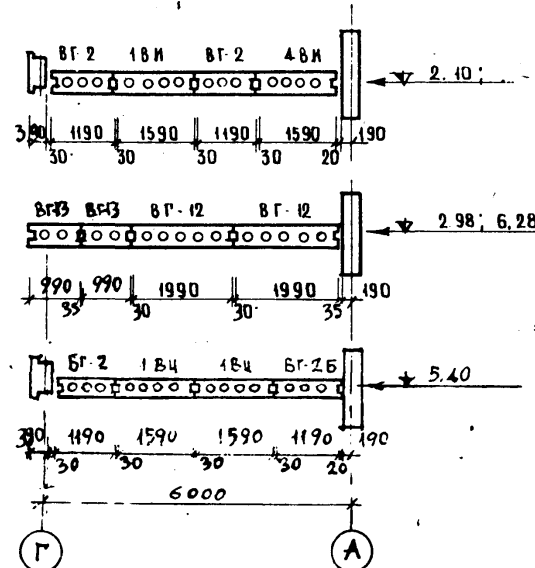 ВГ-2 1ВИ ВГ-2 4ВИ
2.10;
1190 1590 1190 1590 190
30 30 30 30 20
ВГ-13 ВГ-13 ВГ-12 ВГ-12
2.98; 6.28
990 990 1990 1990 190
35 30 30 35
БГ-2 1ВЦ 1ВЦ БГ-2Б
5.40
1190 1590 1590 1190 190
30 30 30 30 20
6000
Г А